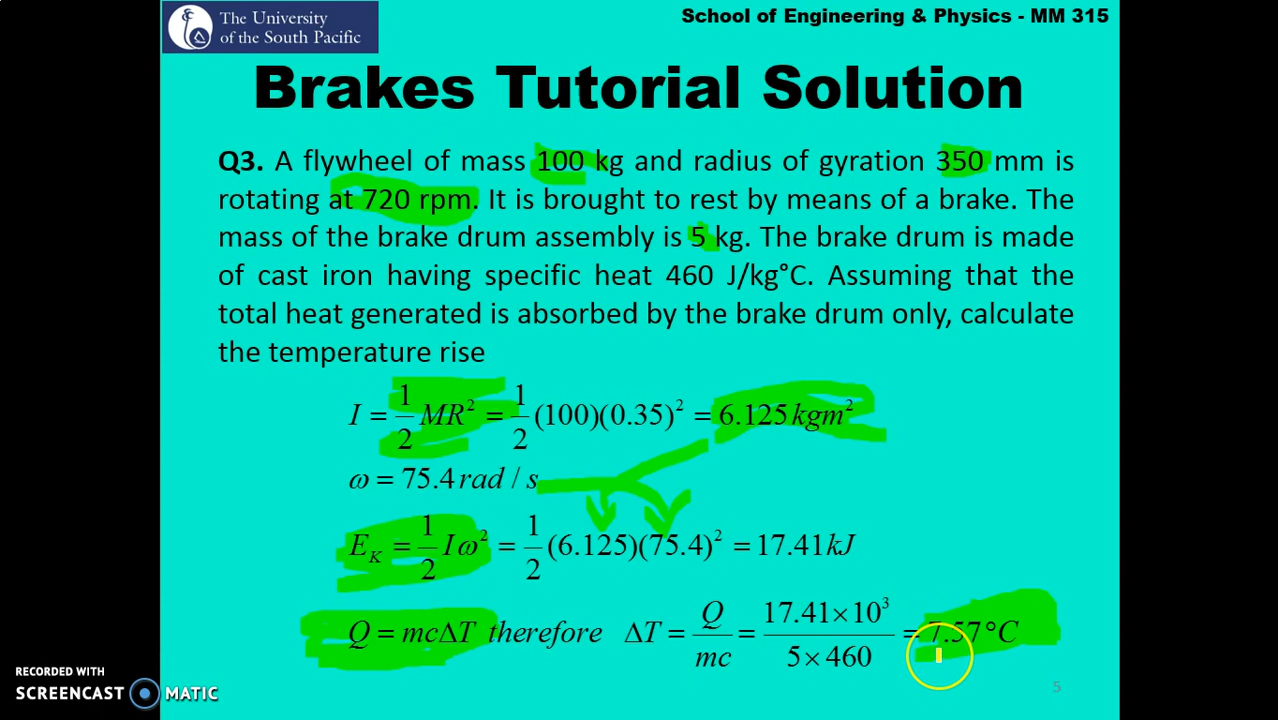 The University
of the South Pacific
School of Engineering & Physics - MM 315
Brakes Tutorial Solution
Q3. A flywheel of mass 100 kg and radius of gyration 350 mm is
rotating at 720 rpm. It is brought to rest by means of a brake. The
mass of the brake drum assembly is 5 kg. The brake drum is made
of cast iron having specific heat 460 J/kg°C. Assuming that the
total heat generated is absorbed by the brake drum only, calculate
the temperature rise
I = 1/2 MR² = 1/2 (100)(0.35)² = 6.125 kgm²
ω = 75.4 rad / s
E_K = 1/2 Iω² = 1/2 (6.125)(75.4)² = 17.41 kJ
Q = mcΔT therefore ΔT = Q/mc = 17.41×10³/5×460 = 7.57°C
RECORDED WITH
SCREENCAST MATIC
5